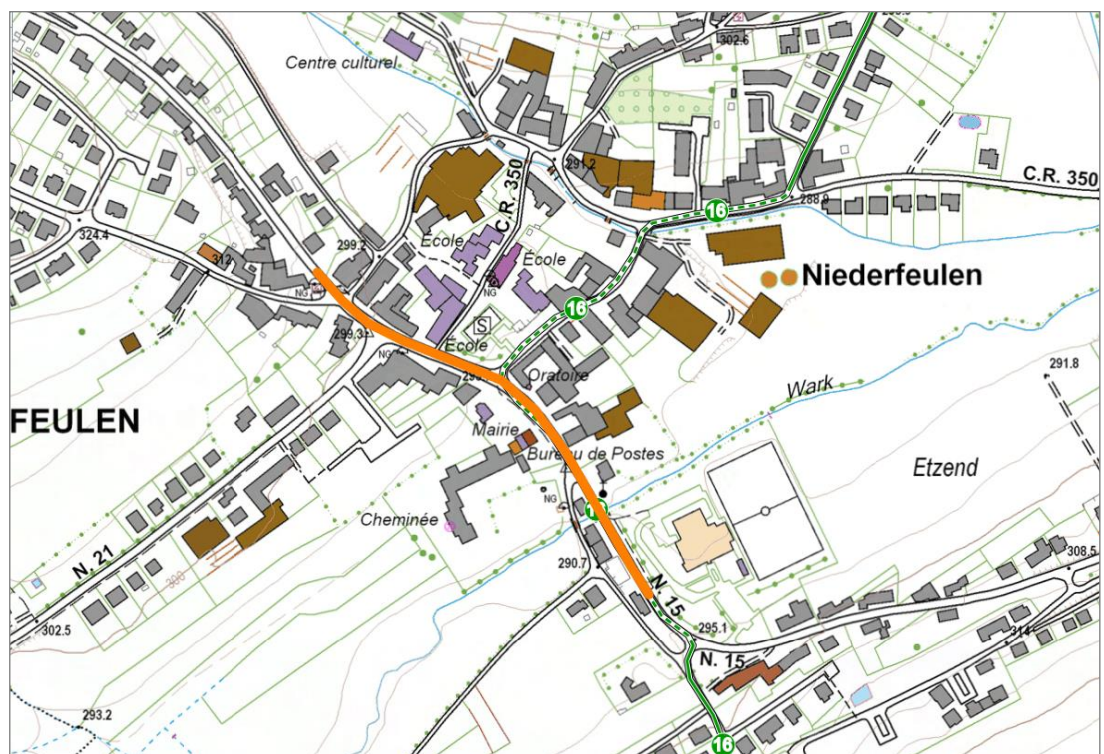 302.6
Centre culturel
291.2
C.R. 350
C.R. 350
16
288.9
324.4
299.2
Ecole
École
312
Niederfeulen
NG
NG
16
299.3
S
NG
École
Oratoire
291.8
Wark
FEULEN
Mairie
Bureau de Postes
Etzend
NG
Cheminée
N. 21
290.7
308.5
N. 15
302.5
295.1
314
N. 15
293.2
16